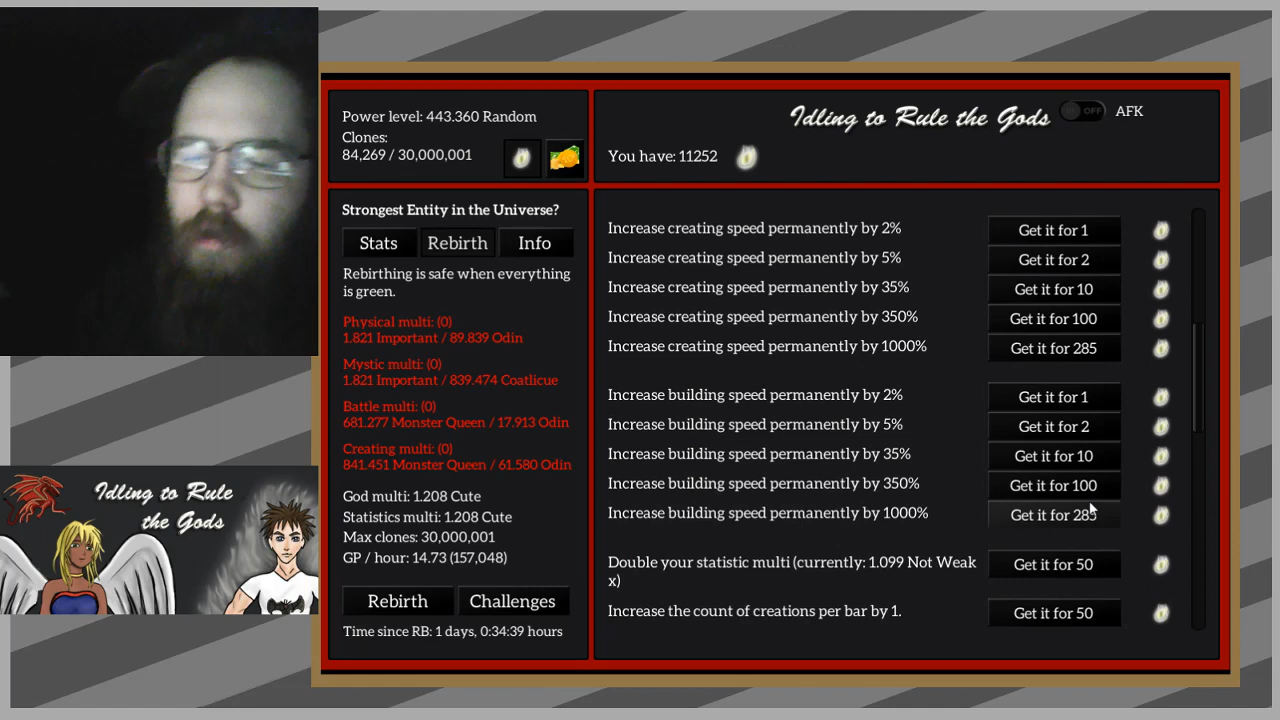 Power level: 443.360 Random
Clones:
84,269 / 30,000,001
Idling to Rule the Gods
OFF
AFK
You have: 11252
Strongest Entity in the Universe?
Stats
Rebirth
Info
Rebirthing is safe when everything
is green.
Physical multi: (0)
1.821 Important / 89.839 Odin
Mystic multi: (0)
1.821 Important / 839.474 Coatlicue
Battle multi: (0)
681.277 Monster Queen / 17.913 Odin
Creating multi: (0)
841.451 Monster Queen / 61.580 Odin
God multi: 1.208 Cute
Statistics multi: 1.208 Cute
Max clones: 30,000,001
GP / hour: 14.73 (157,048)
Rebirth
Challenges
Time since RB: 1 days, 0:34:39 hours
Increase creating speed permanently by 2%
Get it for 1
Increase creating speed permanently by 5%
Get it for 2
Increase creating speed permanently by 35%
Get it for 10
Increase creating speed permanently by 350%
Get it for 100
Increase creating speed permanently by 1000%
Get it for 285
Increase building speed permanently by 2%
Get it for 1
Increase building speed permanently by 5%
Get it for 2
Increase building speed permanently by 35%
Get it for 10
Increase building speed permanently by 350%
Get it for 100
Increase building speed permanently by 1000%
Get it for 285
Double your statistic multi (currently: 1.099 Not Weak
x)
Get it for 50
Increase the count of creations per bar by 1.
Get it for 50
Idling to Rule
the Gods